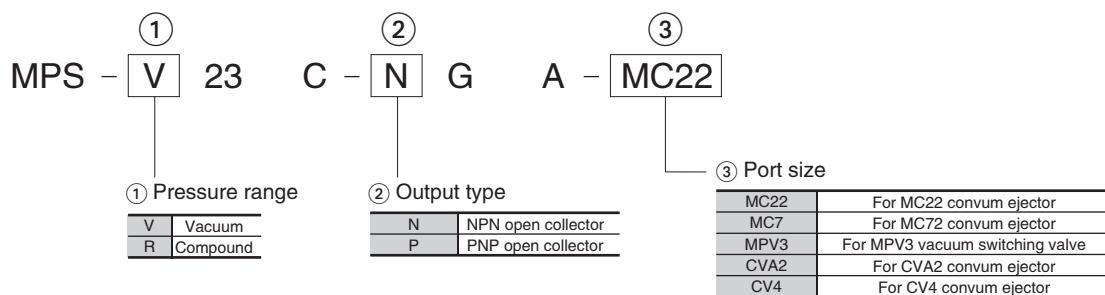 ① ② ③
MPS – V 23 C – N G A – MC22
① Pressure range
V Vacuum
R Compound
② Output type
N NPN open collector
P PNP open collector
③ Port size
MC22 For MC22 convum ejector
MC7 For MC72 convum ejector
MPV3 For MPV3 vacuum switching valve
CVA2 For CVA2 convum ejector
CV4 For CV4 convum ejector